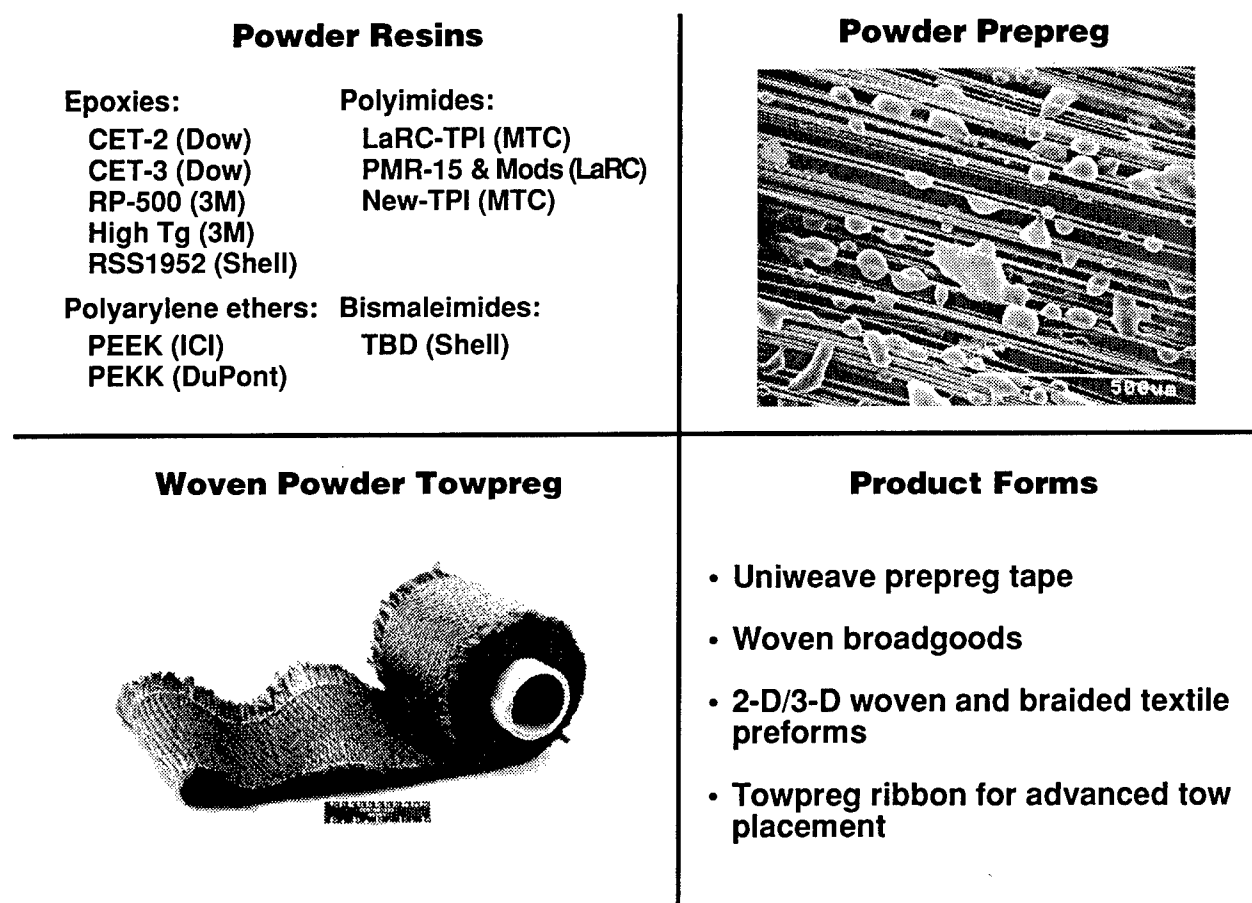 Powder Resins
Epoxies:
CET-2 (Dow)
CET-3 (Dow)
RP-500 (3M)
High Tg (3M)
RSS1952 (Shell)
Polyimides:
LaRC-TPI (MTC)
PMR-15 & Mods (LaRC)
New-TPI (MTC)
Polyarylene ethers:
PEEK (ICI)
PEKK (DuPont)
Bismaleimides:
TBD (Shell)
Powder Prepreg
500um
Woven Powder Towpreg
Product Forms
• Uniweave prepreg tape
• Woven broadgoods
• 2-D/3-D woven and braided textile
preforms
• Towpreg ribbon for advanced tow
placement